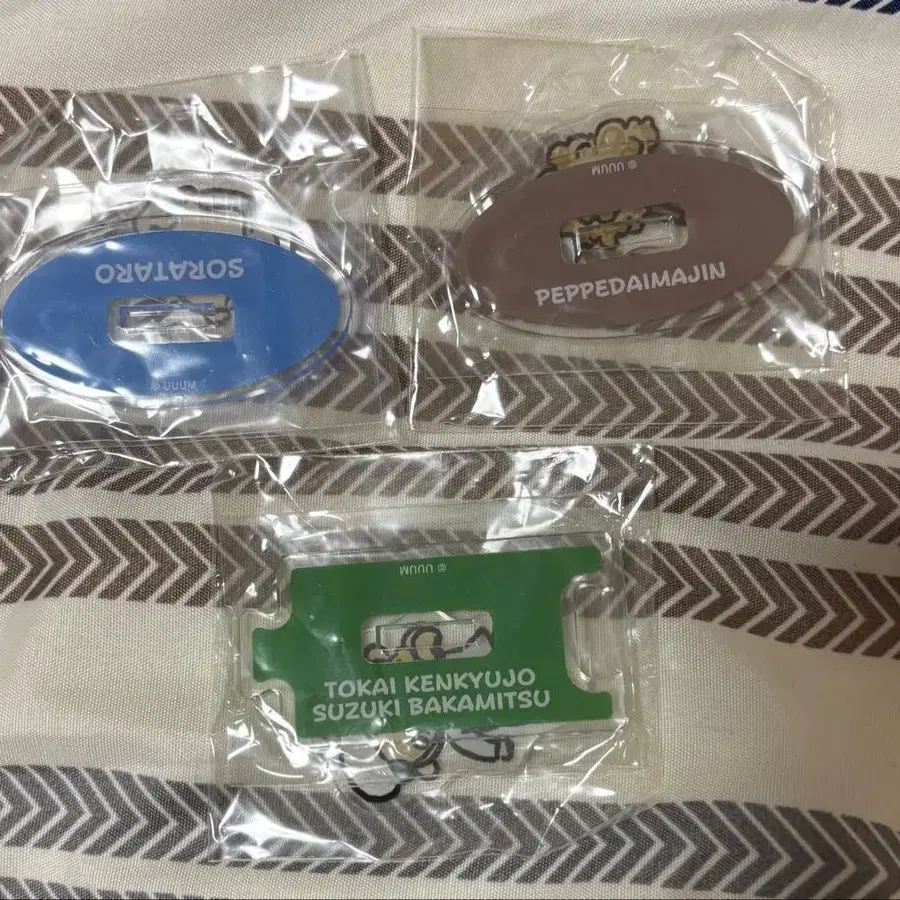 SORATARO
© UUUM
© UUUM
PEPPEDAIMAJIN
© UUUM
TOKAI KENKYUJO
SUZUKI BAKAMITSU